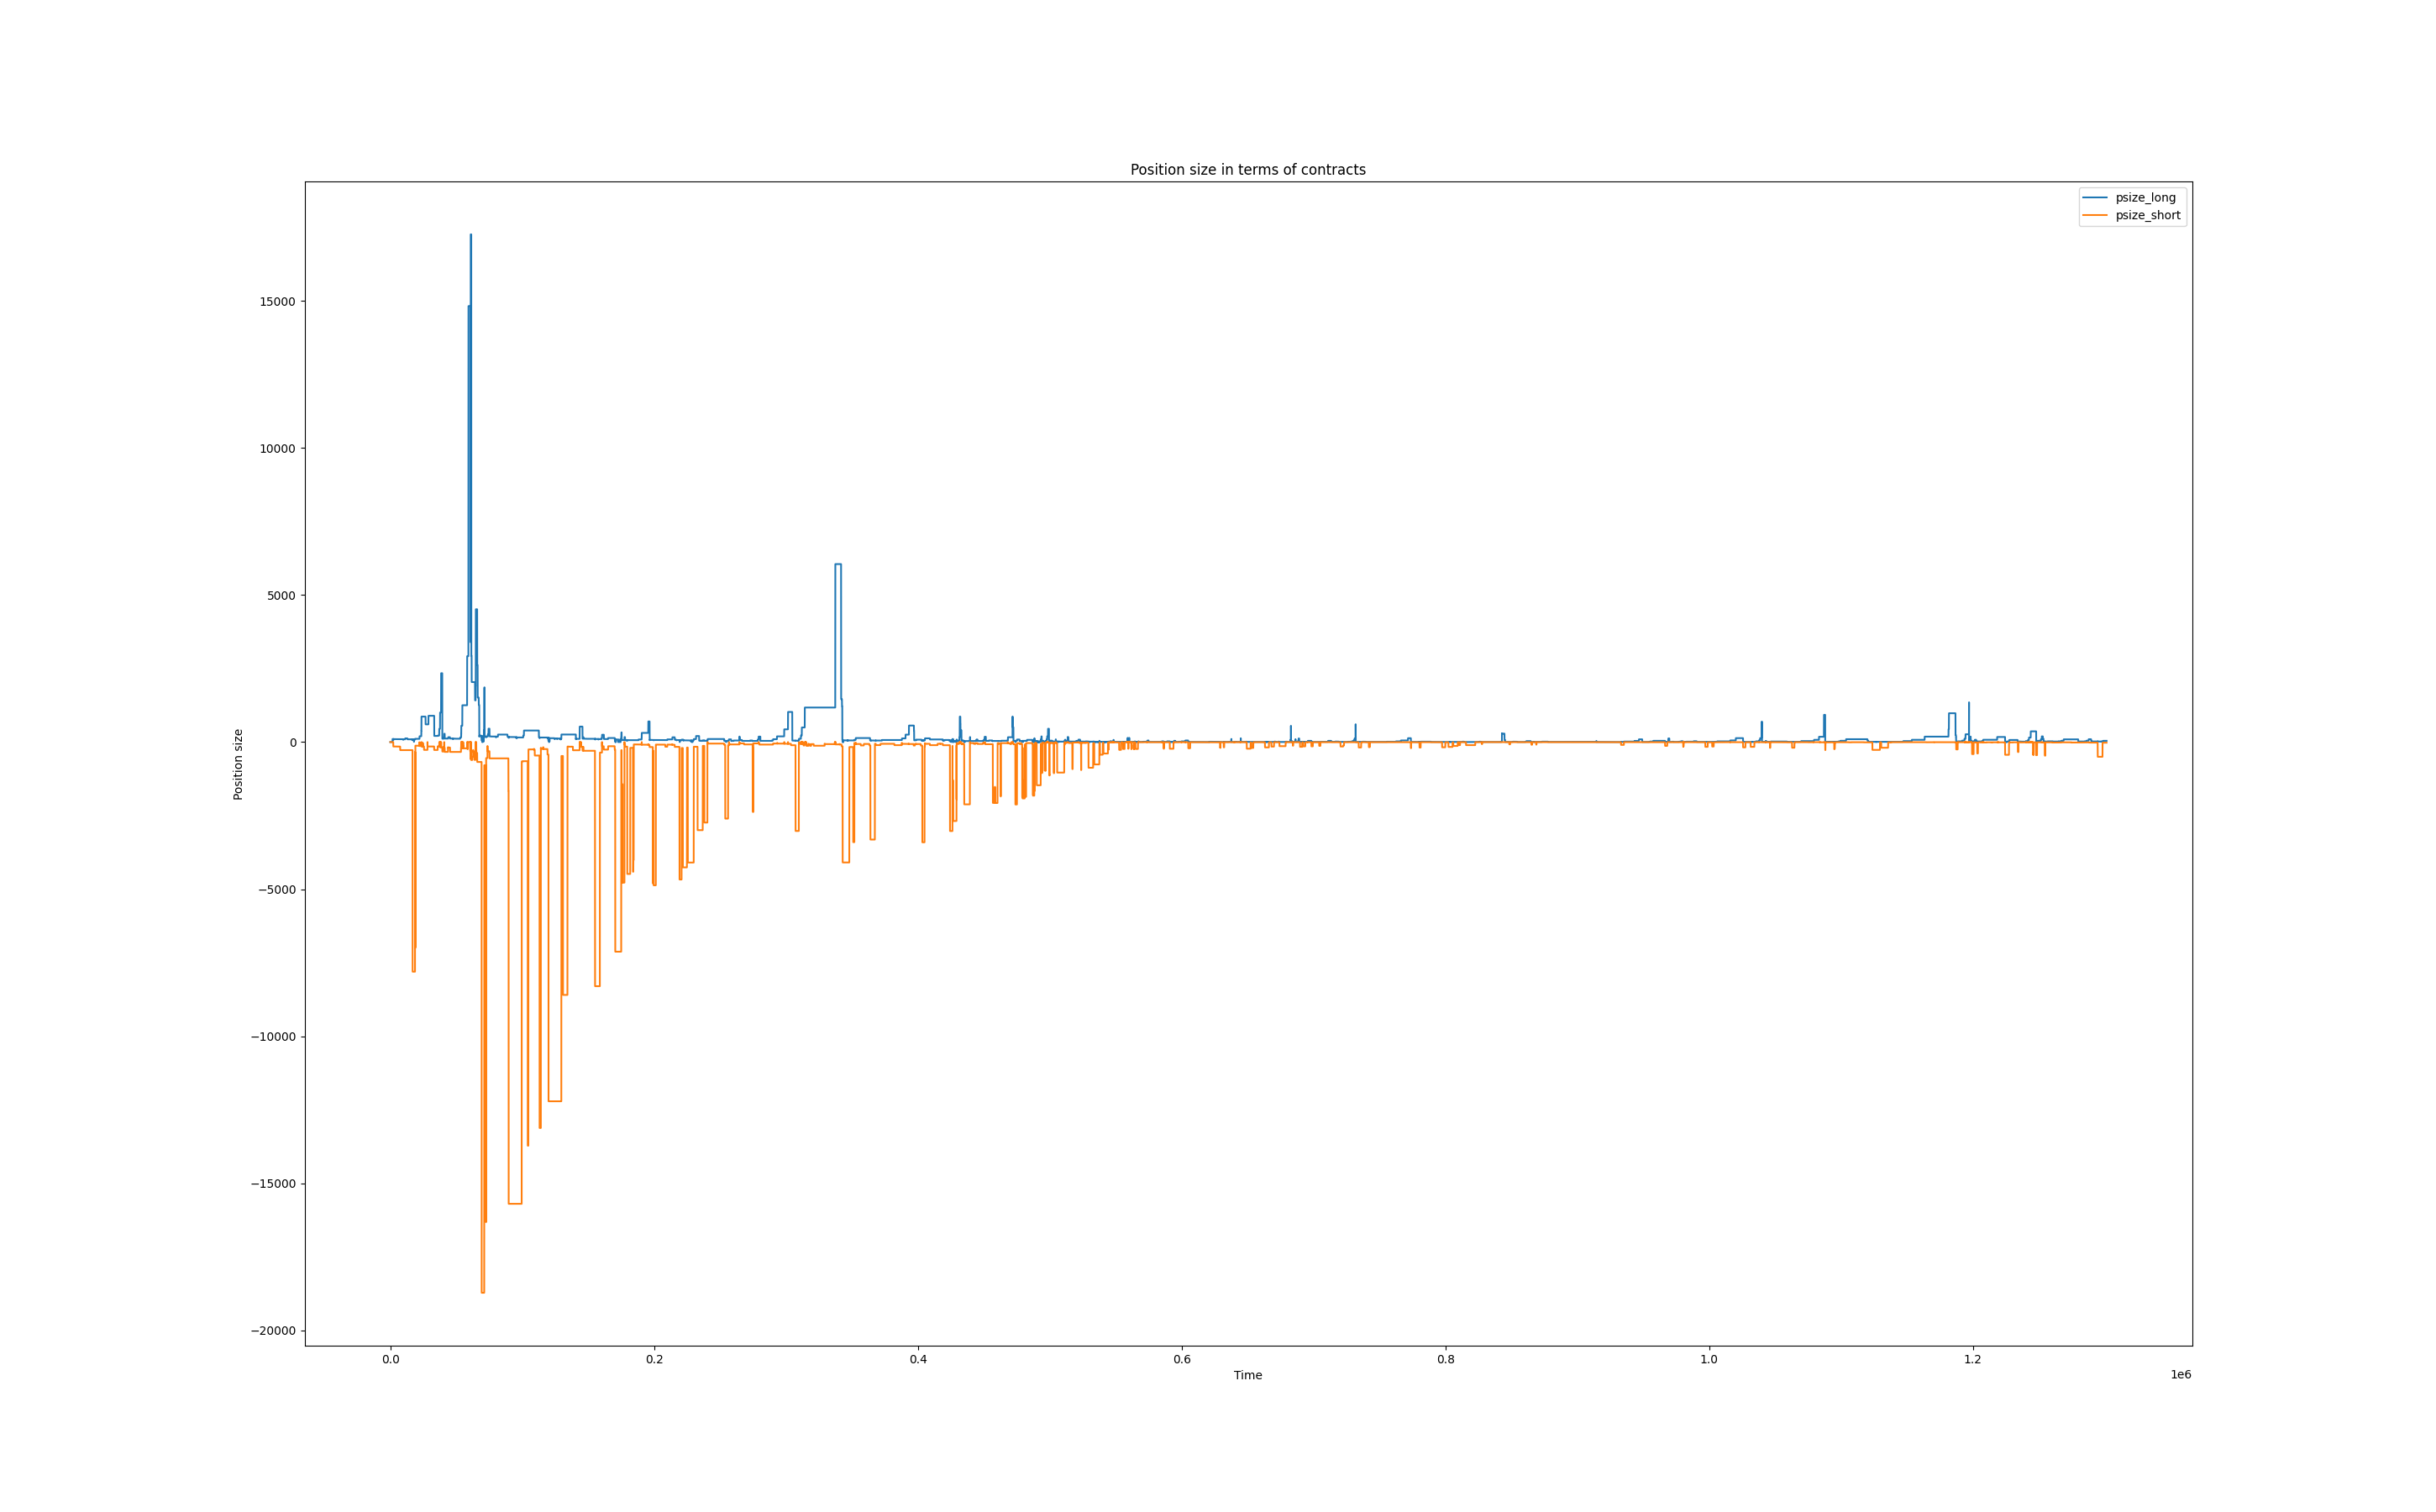 Position size in terms of contracts
psize_long
psize_short
Position size
15000
10000
5000
0
−5000
−10000
−15000
−20000
0.0 0.2 0.4 0.6 0.8 1.0 1.2
Time
1e6